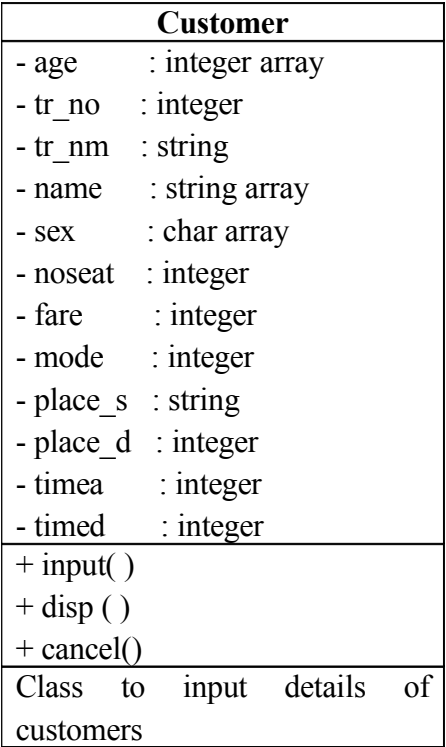 Customer
- age : integer array
- tr_no : integer
- tr_nm : string
- name : string array
- sex : char array
- noseat : integer
- fare : integer
- mode : integer
- place_s : string
- place_d : integer
- timea : integer
- timed : integer
+ input( )
+ disp ( )
+ cancel()
Class to input details of
customers